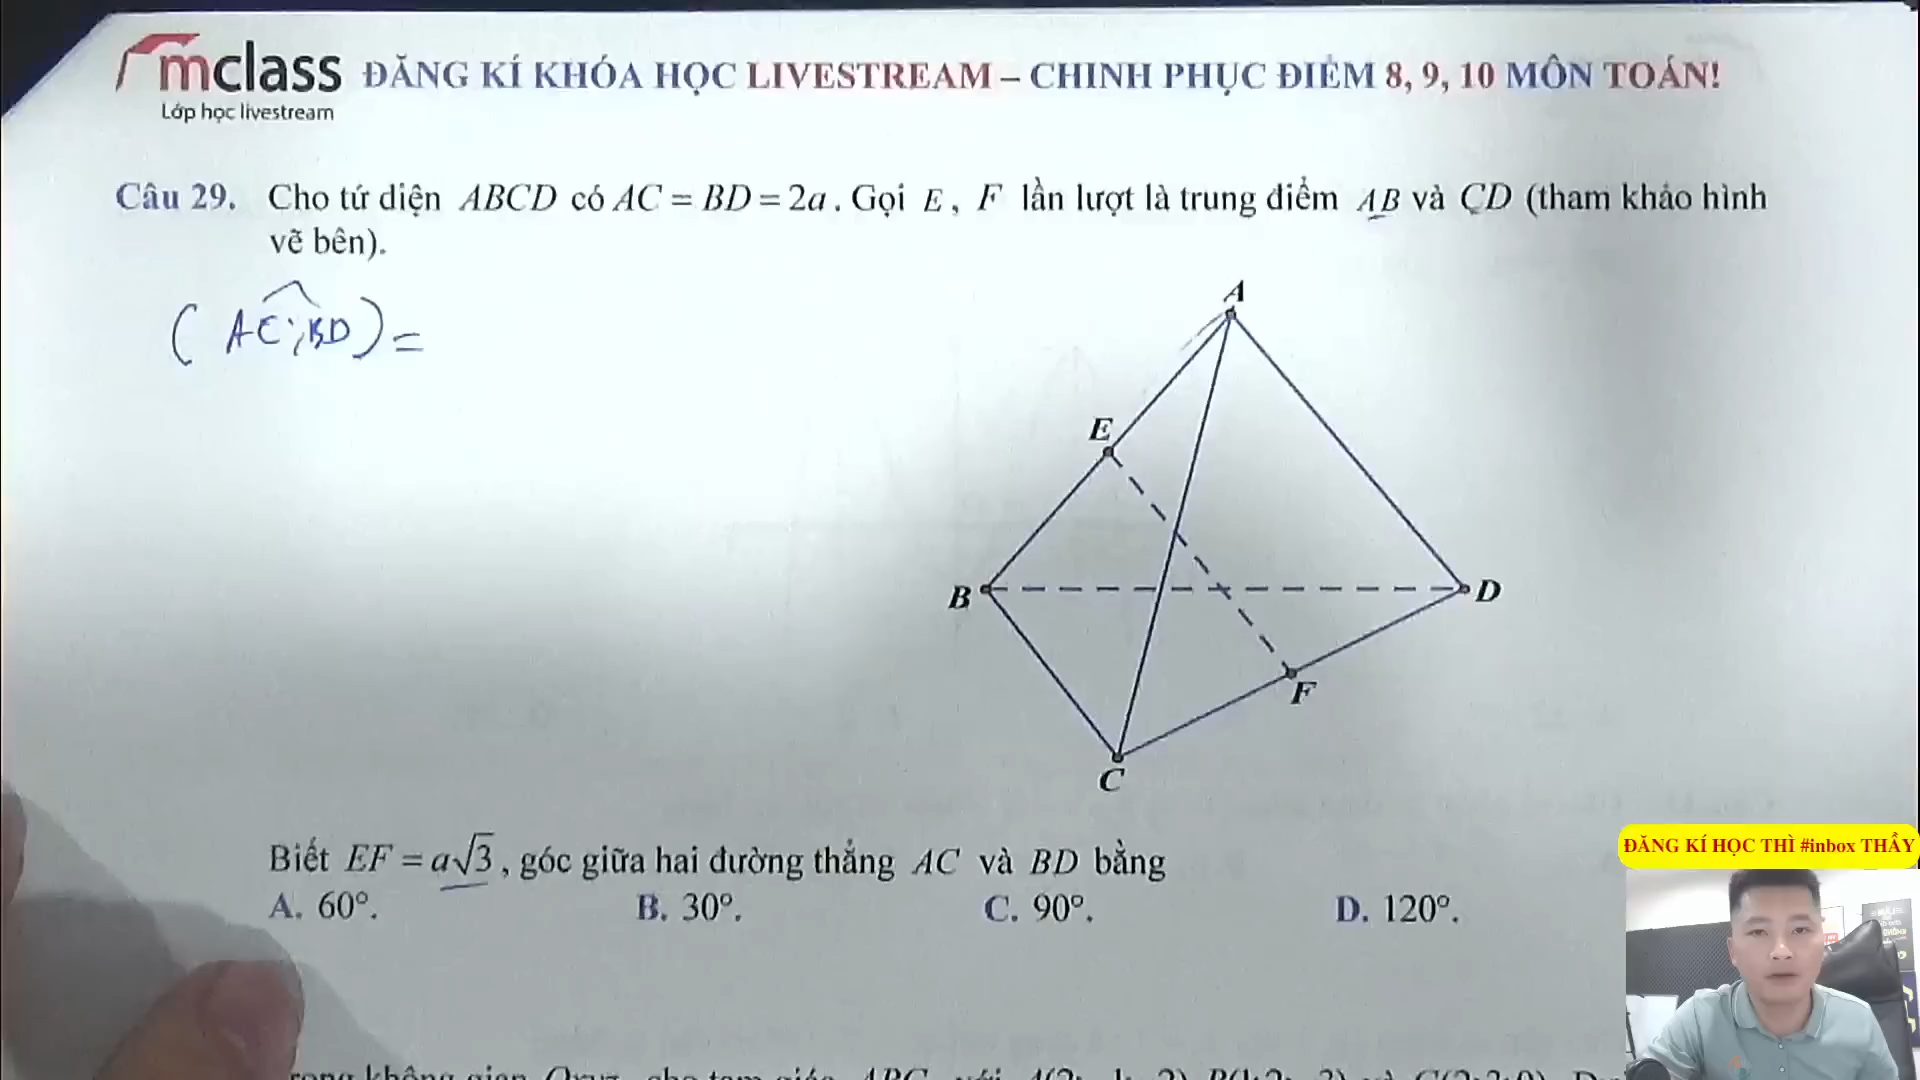 mclass
Lớp học livestream
ĐĂNG KÍ KHÓA HỌC LIVESTREAM – CHINH PHỤC ĐIỂM 8, 9, 10 MÔN TOÁN!
Câu 29. Cho tứ diện ABCD có AC = BD = 2a. Gọi E, F lần lượt là trung điểm AB và CD (tham khảo hình
vẽ bên).
(AC; BD) =
A
E
B
D
F
C
Biết EF = a√3, góc giữa hai đường thẳng AC và BD bằng
A. 60°. B. 30°. C. 90°. D. 120°.
ĐĂNG KÍ HỌC THÌ #inbox THẦY